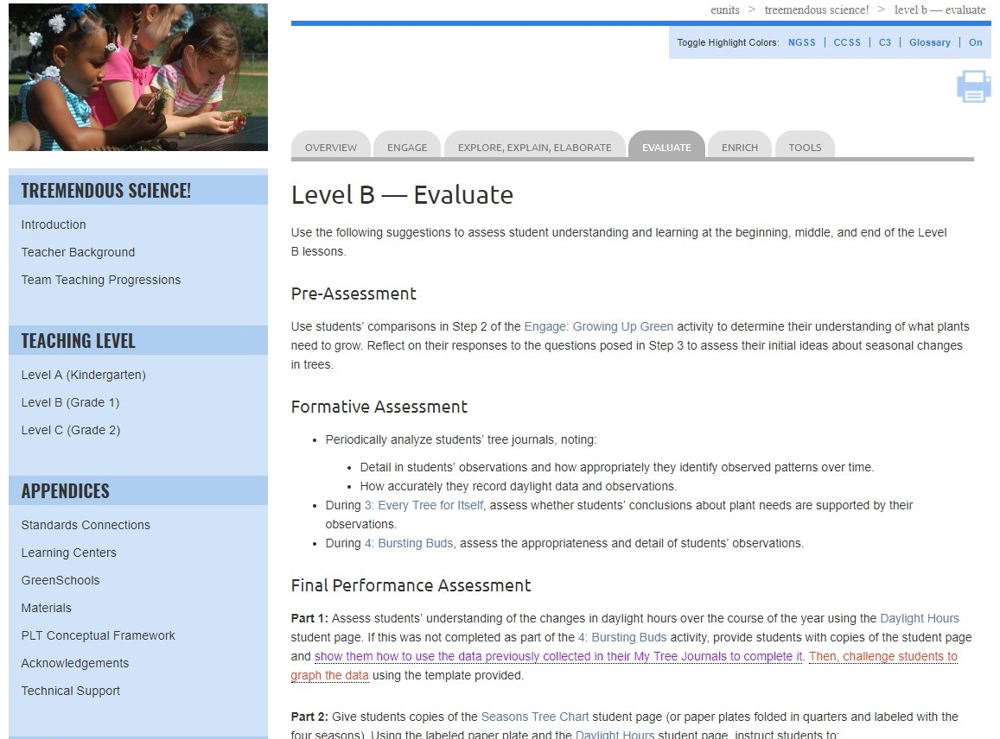 eunits > treemendous science! > level b — evaluate
Toggle Highlight Colors: NGSS | CCSS | C3 | Glossary | On
OVERVIEW ENGAGE EXPLORE, EXPLAIN, ELABORATE EVALUATE ENRICH TOOLS
TREEMENDOUS SCIENCE!
Introduction
Teacher Background
Team Teaching Progressions
TEACHING LEVEL
Level A (Kindergarten)
Level B (Grade 1)
Level C (Grade 2)
APPENDICES
Standards Connections
Learning Centers
GreenSchools
Materials
PLT Conceptual Framework
Acknowledgements
Technical Support
Level B — Evaluate
Use the following suggestions to assess student understanding and learning at the beginning, middle, and end of the Level
B lessons.
Pre-Assessment
Use students’ comparisons in Step 2 of the Engage: Growing Up Green activity to determine their understanding of what plants
need to grow. Reflect on their responses to the questions posed in Step 3 to assess their initial ideas about seasonal changes
in trees.
Formative Assessment
• Periodically analyze students’ tree journals, noting:
• Detail in students’ observations and how appropriately they identify observed patterns over time.
• How accurately they record daylight data and observations.
• During 3: Every Tree for Itself, assess whether students’ conclusions about plant needs are supported by their
observations.
• During 4: Bursting Buds, assess the appropriateness and detail of students’ observations.
Final Performance Assessment
Part 1: Assess students’ understanding of the changes in daylight hours over the course of the year using the Daylight Hours
student page. If this was not completed as part of the 4: Bursting Buds activity, provide students with copies of the student page
and show them how to use the data previously collected in their My Tree Journals to complete it. Then, challenge students to
graph the data using the template provided.
Part 2: Give students copies of the Seasons Tree Chart student page (or paper plates folded in quarters and labeled with the
four seasons). Using the labeled paper plate and the Daylight Hours student page, instruct students to: